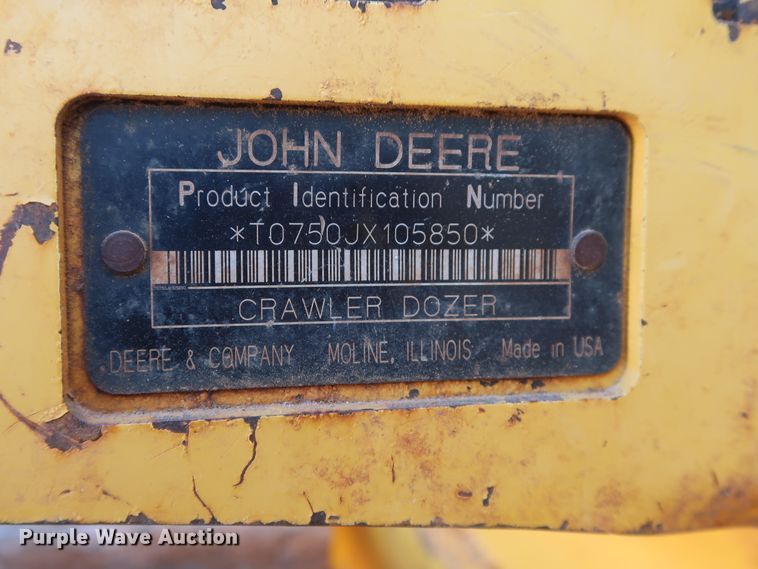 JOHN DEERE
Product Identification Number
*T0750JX105850*
CRAWLER DOZER
DEERE & COMPANY MOLINE, ILLINOIS Made in USA
Purple Wave Auction